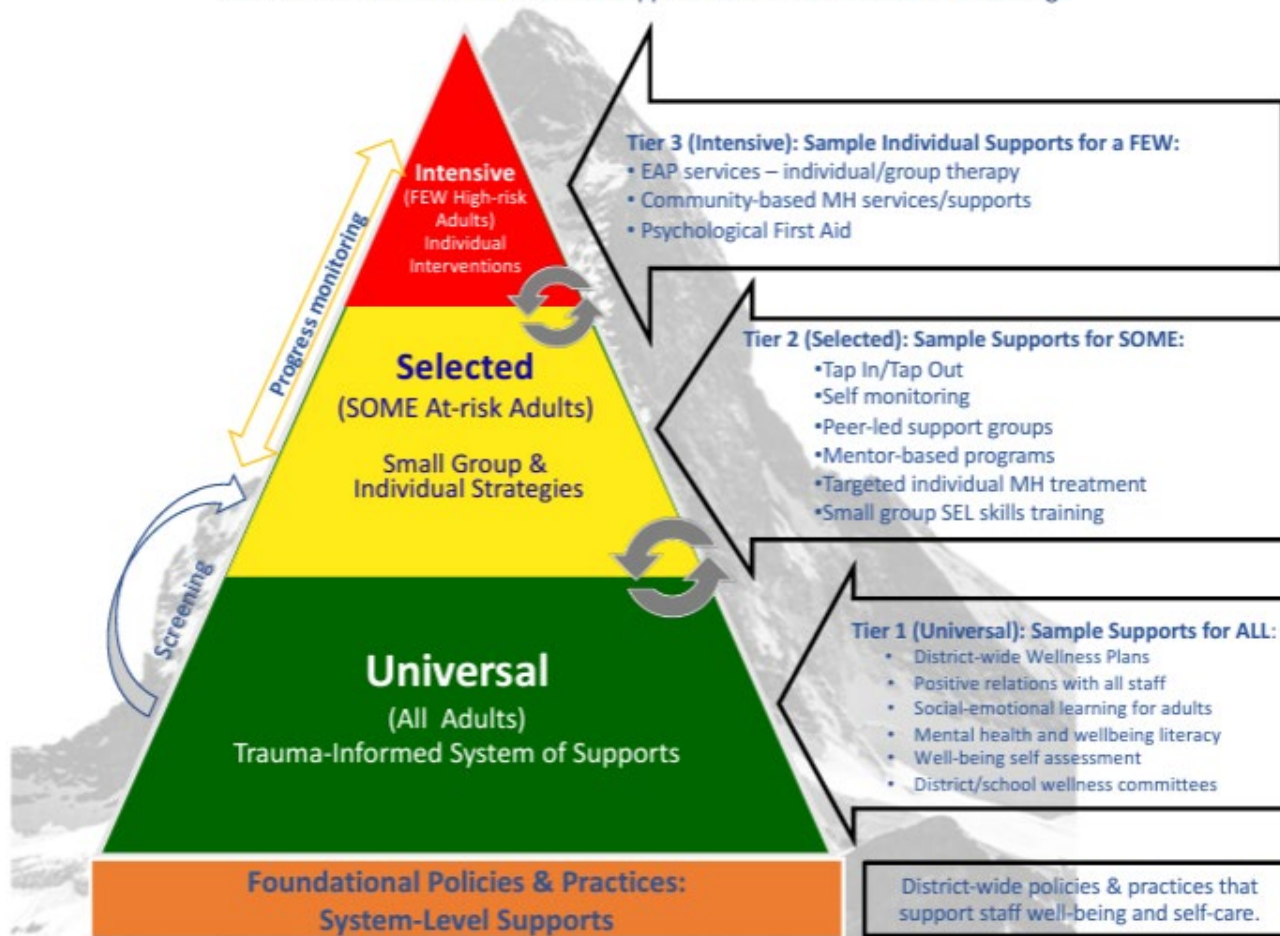 Intensive
(FEW High-risk
Adults)
Individual
Interventions
Progress monitoring
Tier 3 (Intensive): Sample Individual Supports for a FEW:
• EAP services – individual/group therapy
• Community-based MH services/supports
• Psychological First Aid
Selected
(SOME At-risk Adults)
Small Group &
Individual Strategies
Tier 2 (Selected): Sample Supports for SOME:
•Tap In/Tap Out
•Self monitoring
•Peer-led support groups
•Mentor-based programs
•Targeted individual MH treatment
•Small group SEL skills training
Screening
Universal
(All Adults)
Trauma-Informed System of Supports
Tier 1 (Universal): Sample Supports for ALL:
• District-wide Wellness Plans
• Positive relations with all staff
• Social-emotional learning for adults
• Mental health and wellbeing literacy
• Well-being self assessment
• District/school wellness committees
Foundational Policies & Practices:
System-Level Supports
District-wide policies & practices that
support staff well-being and self-care.